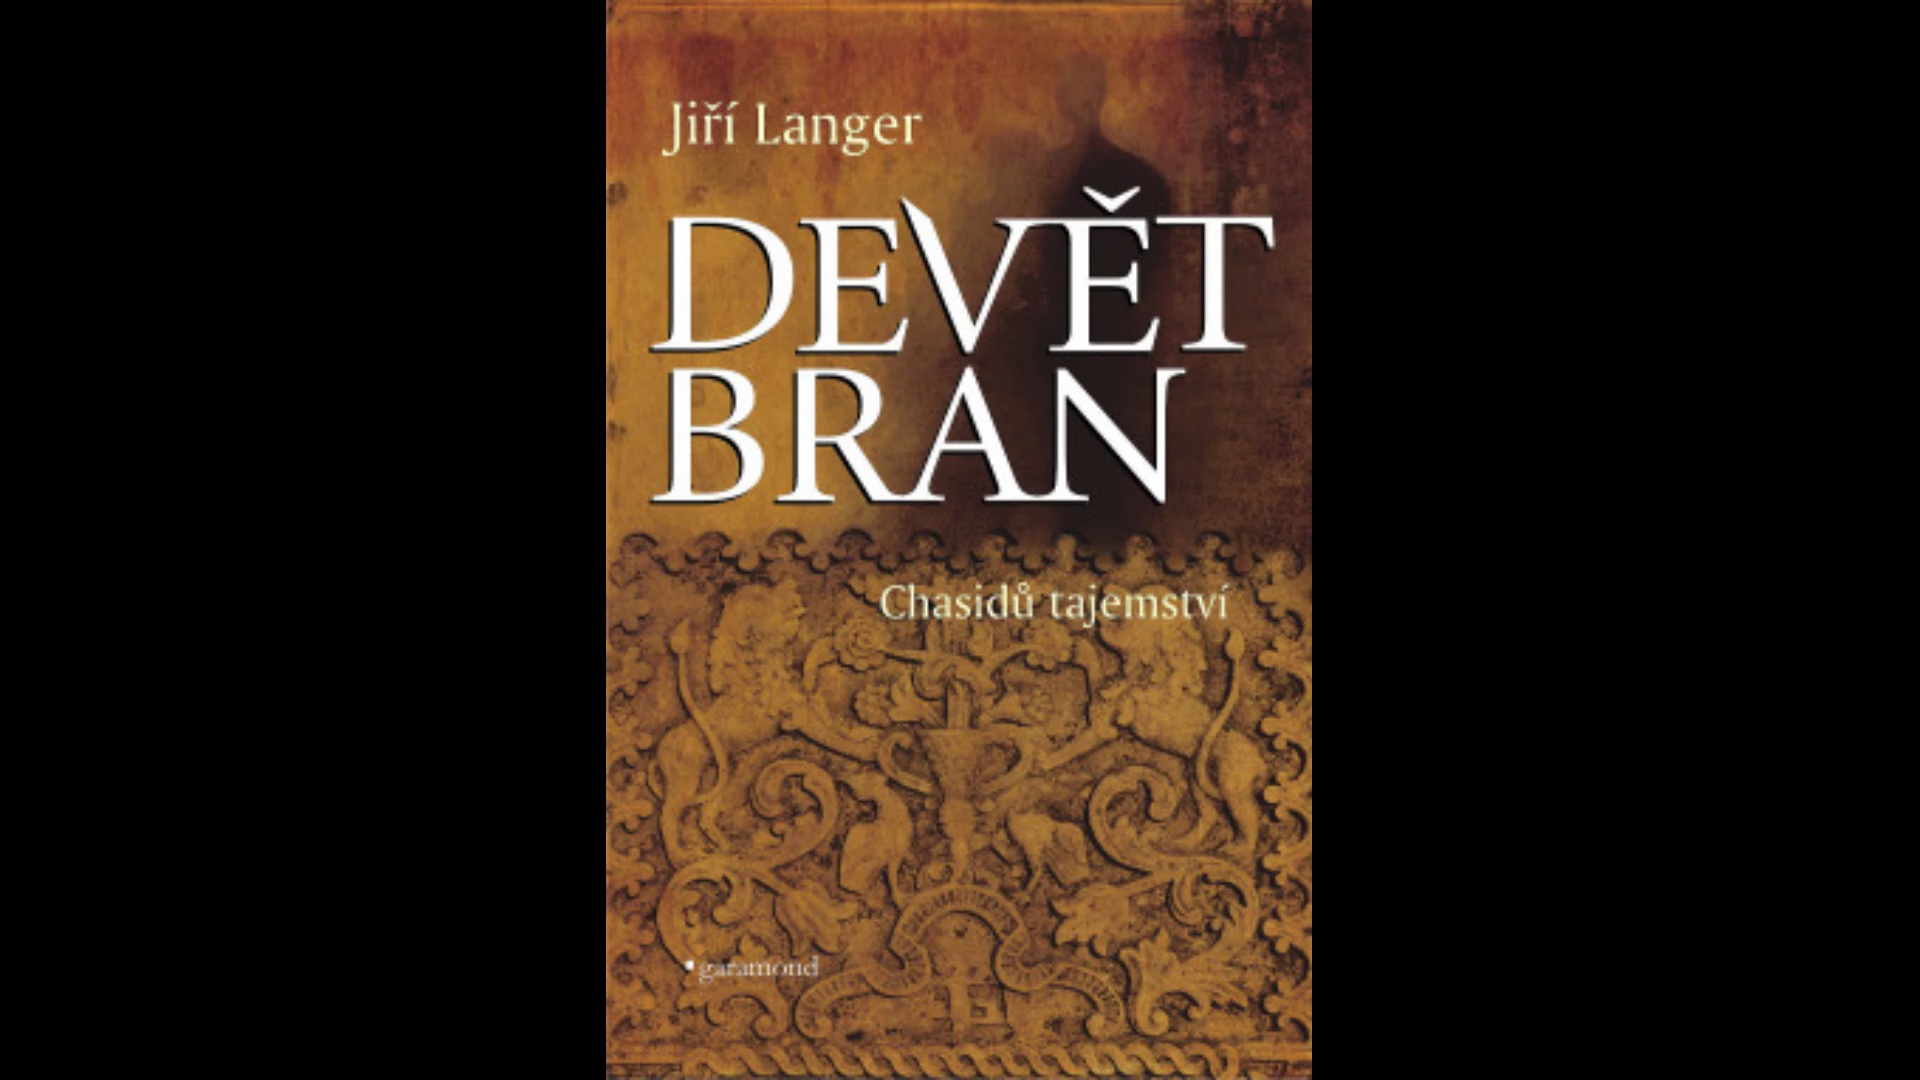 Jiří Langer
DEVĚT
BRAN
Chasidů tajemství
garamond